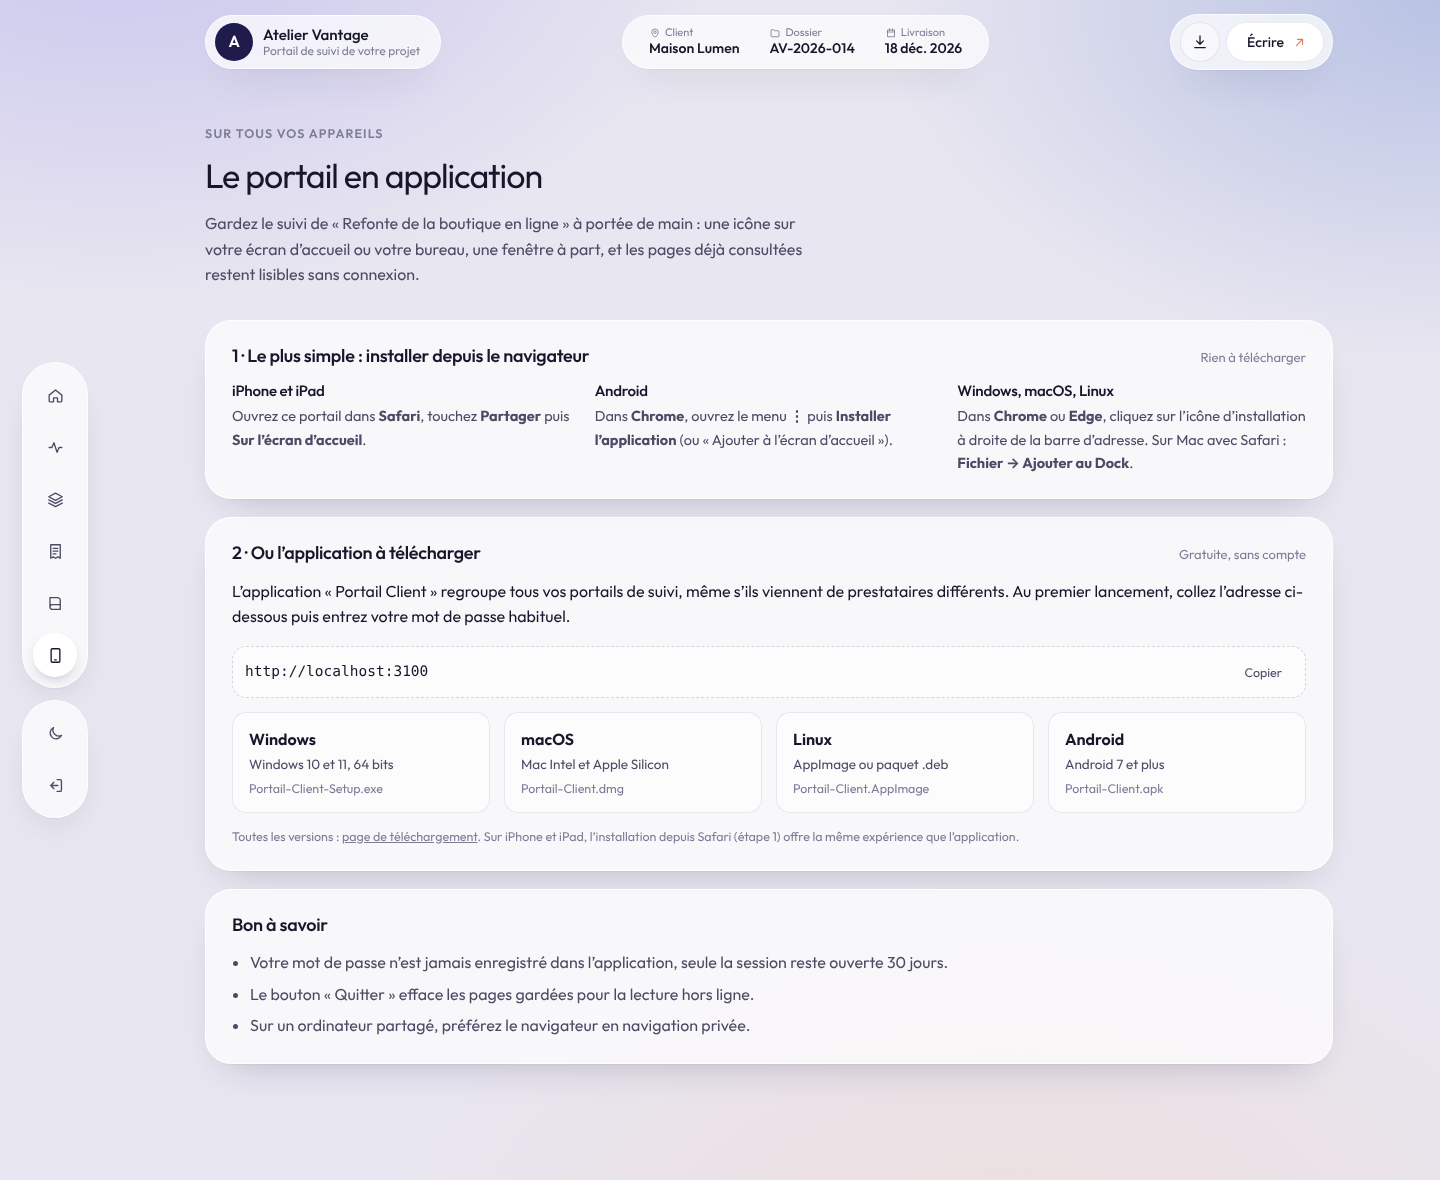 A
Atelier Vantage
Portail de suivi de votre projet
Client
Maison Lumen
Dossier
AV-2026-014
Livraison
18 déc. 2026
Écrire
SUR TOUS VOS APPAREILS
Le portail en application
Gardez le suivi de « Refonte de la boutique en ligne » à portée de main : une icône sur
votre écran d’accueil ou votre bureau, une fenêtre à part, et les pages déjà consultées
restent lisibles sans connexion.
1 · Le plus simple : installer depuis le navigateur
Rien à télécharger
iPhone et iPad
Ouvrez ce portail dans Safari, touchez Partager puis
Sur l’écran d’accueil.
Android
Dans Chrome, ouvrez le menu ⋮ puis Installer
l’application (ou « Ajouter à l’écran d’accueil »).
Windows, macOS, Linux
Dans Chrome ou Edge, cliquez sur l’icône d’installation
à droite de la barre d’adresse. Sur Mac avec Safari :
Fichier → Ajouter au Dock.
2 · Ou l’application à télécharger
Gratuite, sans compte
L’application « Portail Client » regroupe tous vos portails de suivi, même s’ils viennent de prestataires différents. Au premier lancement, collez l’adresse ci-
dessous puis entrez votre mot de passe habituel.
http://localhost:3100
Copier
Windows
Windows 10 et 11, 64 bits
Portail-Client-Setup.exe
macOS
Mac Intel et Apple Silicon
Portail-Client.dmg
Linux
AppImage ou paquet .deb
Portail-Client.AppImage
Android
Android 7 et plus
Portail-Client.apk
Toutes les versions : page de téléchargement. Sur iPhone et iPad, l’installation depuis Safari (étape 1) offre la même expérience que l’application.
Bon à savoir
• Votre mot de passe n’est jamais enregistré dans l’application, seule la session reste ouverte 30 jours.
• Le bouton « Quitter » efface les pages gardées pour la lecture hors ligne.
• Sur un ordinateur partagé, préférez le navigateur en navigation privée.